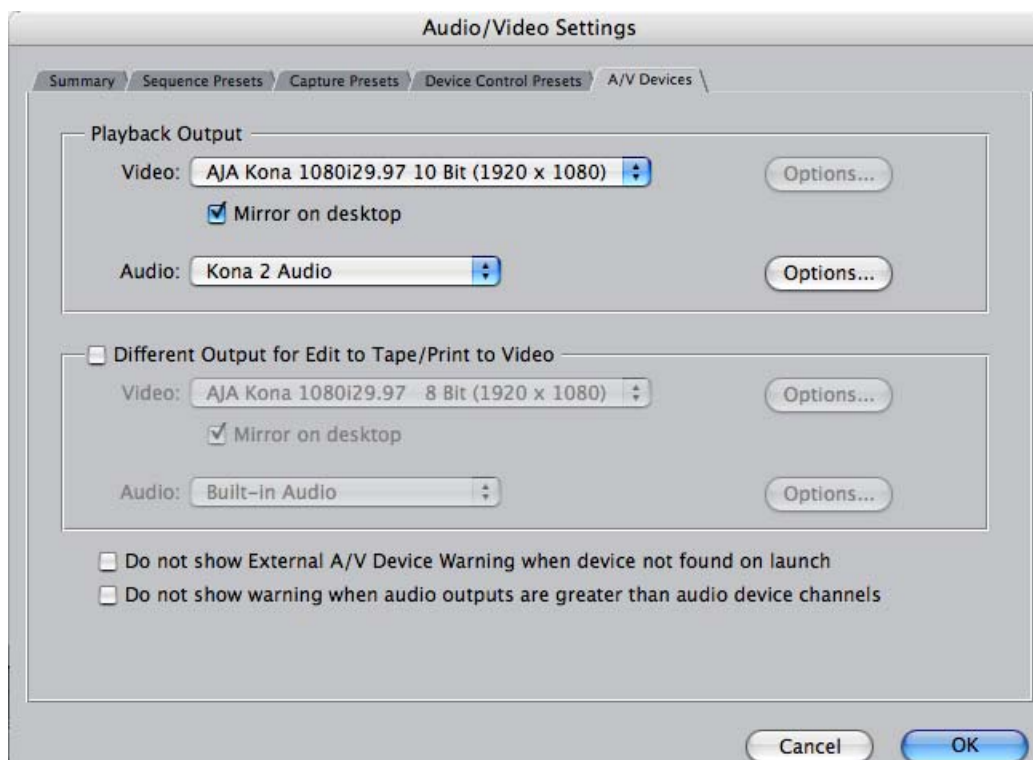 Audio/Video Settings
Summary Sequence Presets Capture Presets Device Control Presets A/V Devices
Playback Output
Video: AJA Kona 1080i29.97 10 Bit (1920 x 1080) Options...
Mirror on desktop
Audio: Kona 2 Audio Options...
Different Output for Edit to Tape/Print to Video
Video: AJA Kona 1080i29.97 8 Bit (1920 x 1080) Options...
Mirror on desktop
Audio: Built-in Audio Options...
Do not show External A/V Device Warning when device not found on launch
Do not show warning when audio outputs are greater than audio device channels
Cancel OK